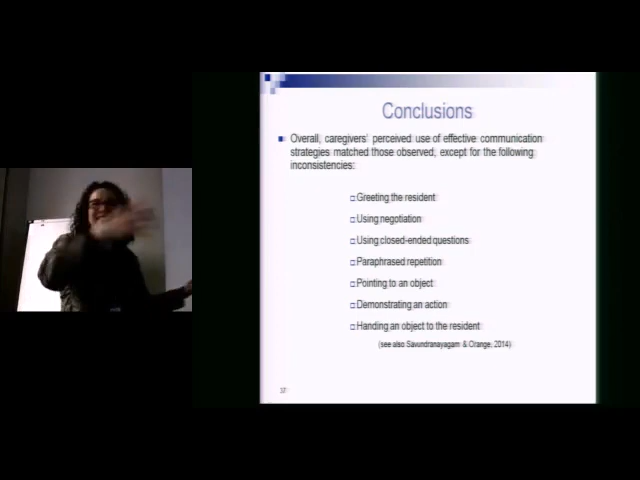 Conclusions
Overall, caregivers' perceived use of effective communication
strategies matched those observed, except for the following
inconsistencies:
Greeting the resident
Using negotiation
Using closed-ended questions
Paraphrased repetition
Pointing to an object
Demonstrating an action
Handing an object to the resident
(see also Savundranayagam & Orange, 2014)
37